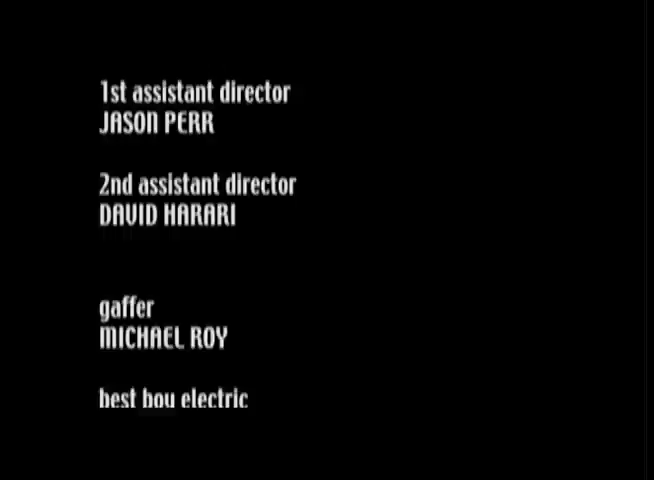 1st assistant director
JASON PERR
2nd assistant director
DAVID HARARI
gaffer
MICHAEL ROY
best boy electric